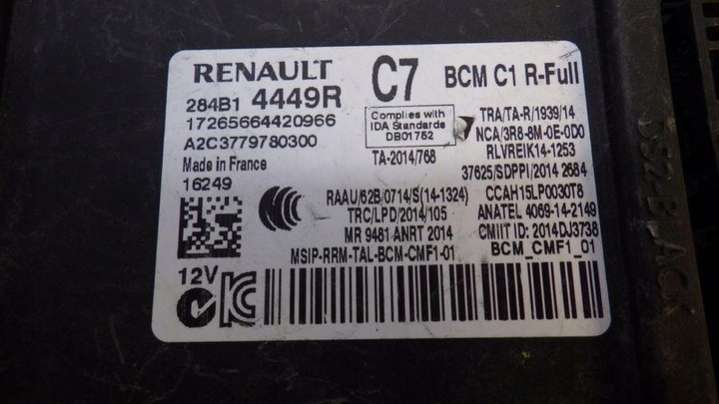 RENAULT
C7
BCM C1 R-Full
284B1 4449R
17265664420966
A2C3779780300
Made in France
16249
Complies with
IDA Standards
DB01752
TA-2014/768
TRA/TA-R/1939/14
NCA/3R8-8M-0E-0D0
RLVREIK14-1253
37625/SDPPI/2014 2684
RAAU/62B/0714/S(14-1324)
CCAH15LP0030T8
TRC/LPD/2014/105
ANATEL 4069-14-2149
MR 9481 ANRT 2014
CMIIT ID: 2014DJ3738
MSIP-RRM-TAL-BCM-CMF1-01
BCM_CMF1_01
12V